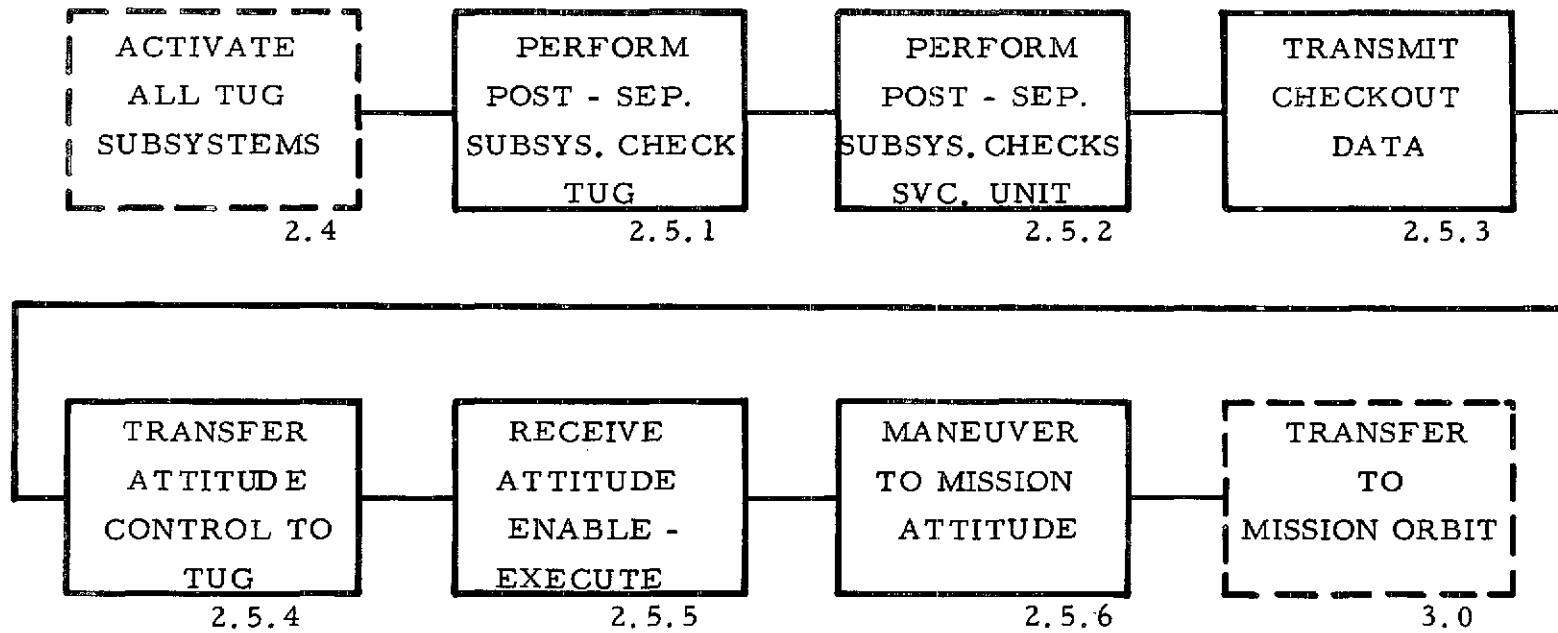 ACTIVATE
ALL TUG
SUBSYSTEMS
2.4
PERFORM
POST - SEP.
SUBSYS. CHECK
TUG
2.5.1
PERFORM
POST - SEP.
SUBSYS. CHECKS
SVC. UNIT
2.5.2
TRANSMIT
CHECKOUT
DATA
2.5.3
TRANSFER
ATTITUDE
CONTROL TO
TUG
2.5.4
RECEIVE
ATTITUDE
ENABLE -
EXECUTE
2.5.5
MANEUVER
TO MISSION
ATTITUDE
2.5.6
TRANSFER
TO
MISSION ORBIT
3.0